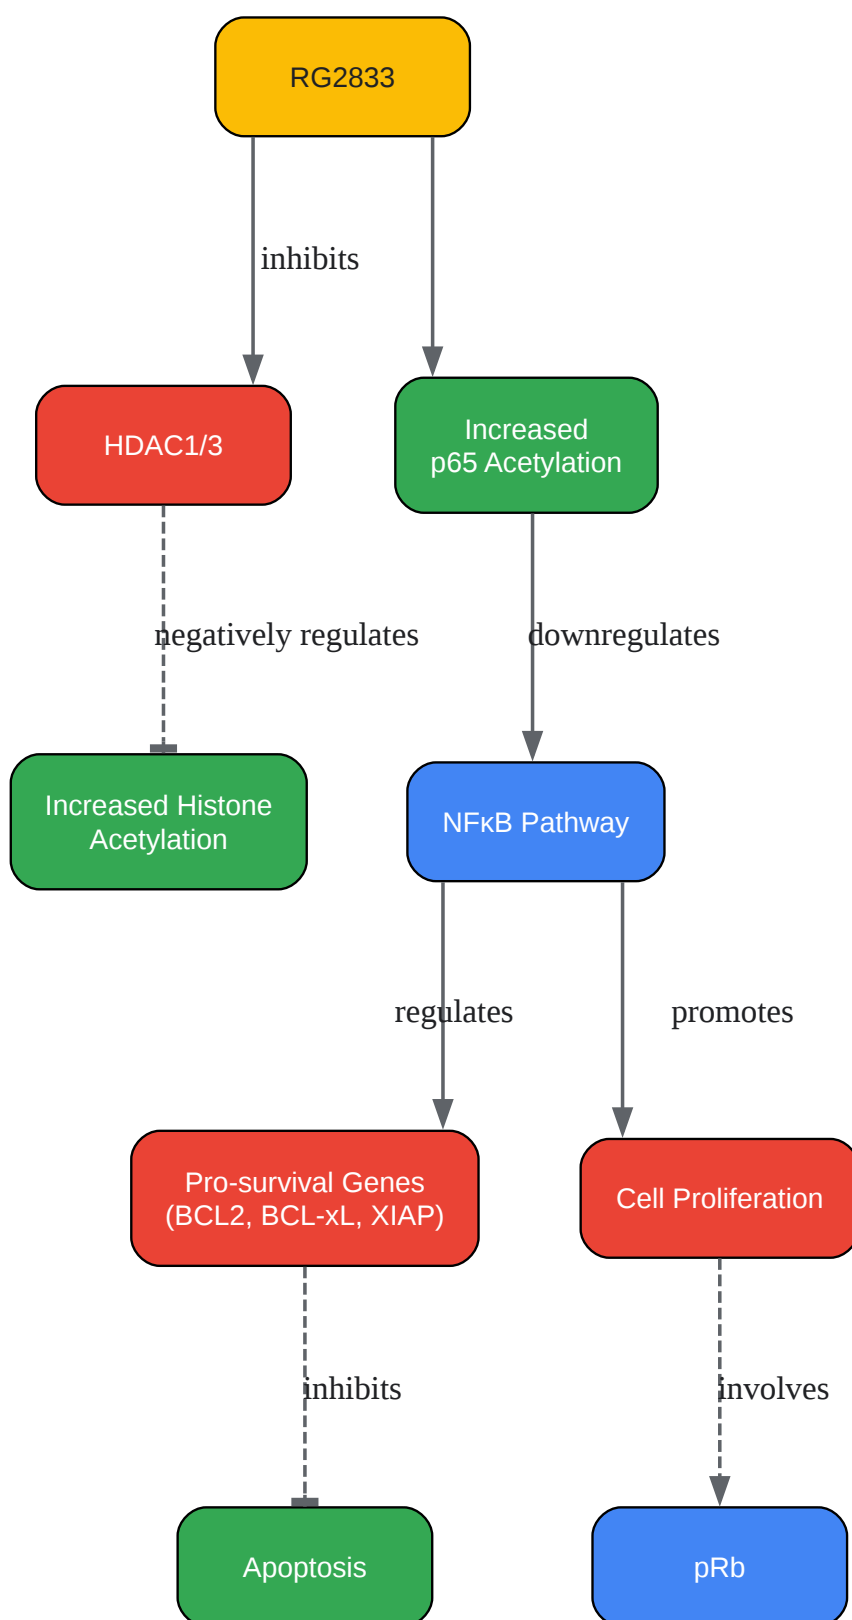 RG2833
inhibits
HDAC1/3
Increased
p65 Acetylation
negatively regulates
downregulates
Increased Histone
Acetylation
NFκB Pathway
regulates
promotes
Pro-survival Genes
(BCL2, BCL-xL, XIAP)
Cell Proliferation
inhibits
involves
Apoptosis
pRb